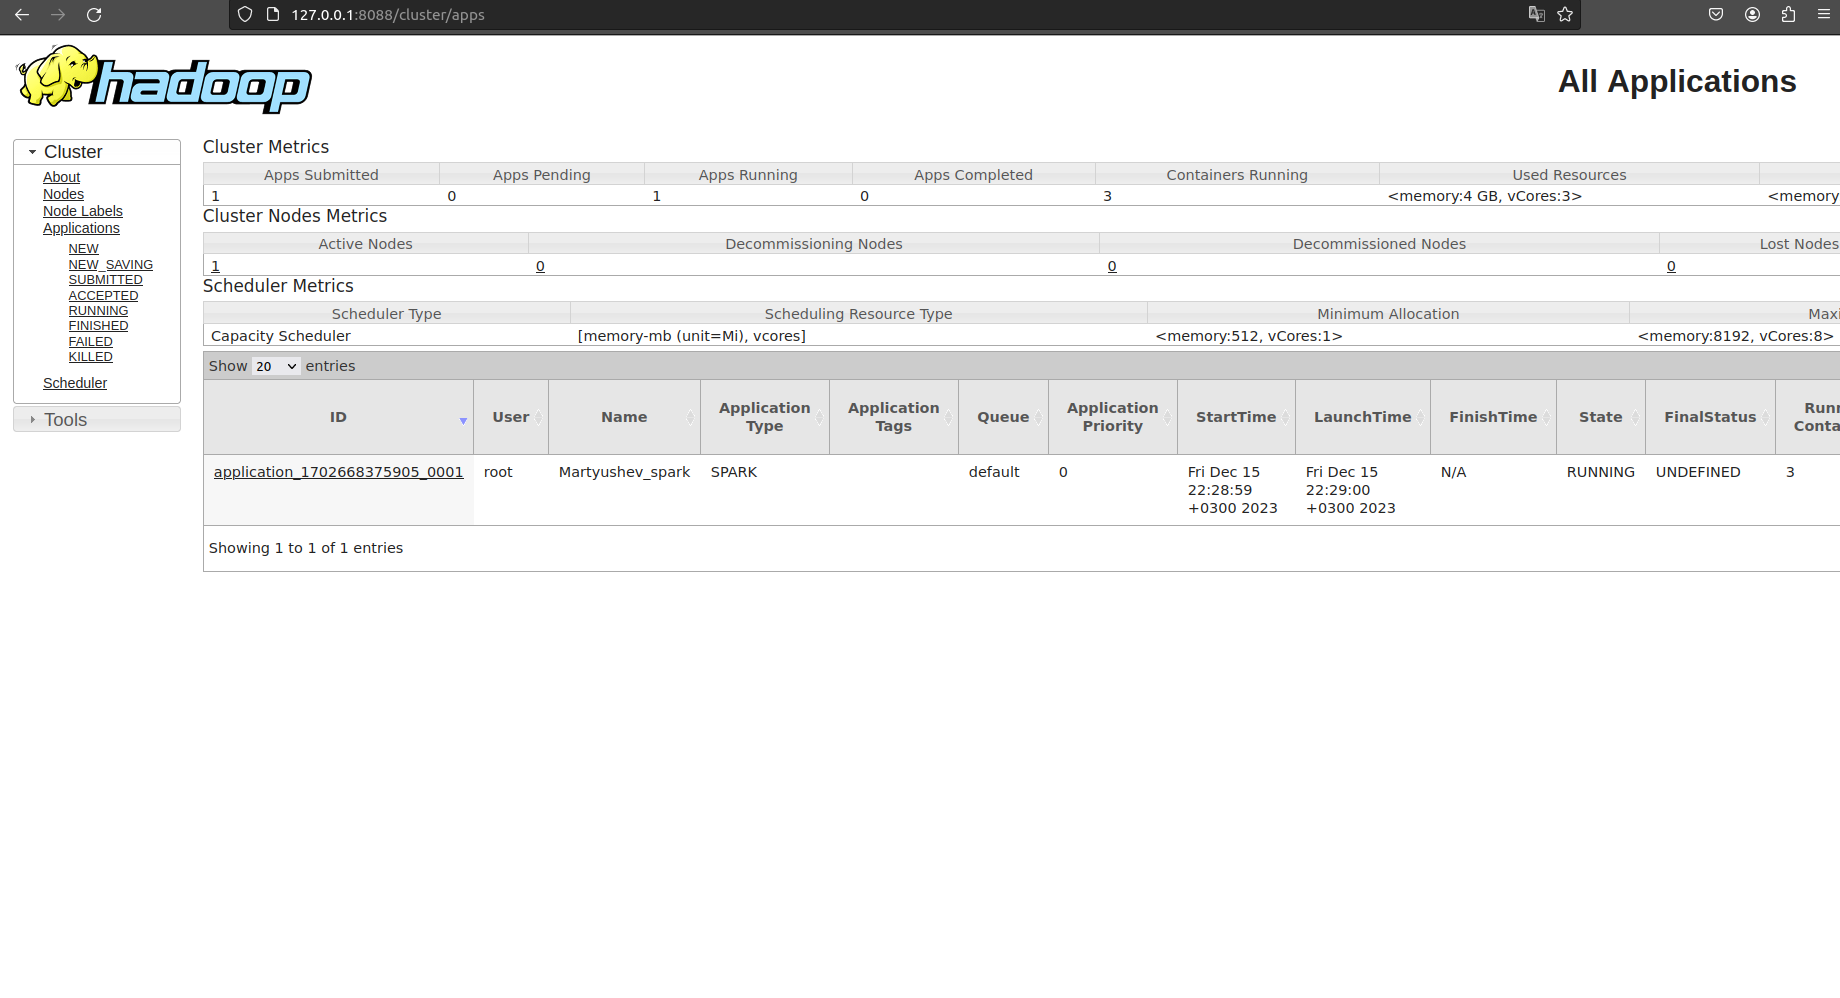 127.0.0.1:8088/cluster/apps
hadoop
All Applications
Cluster
About
Nodes
Node Labels
Applications
NEW
NEW_SAVING
SUBMITTED
ACCEPTED
RUNNING
FINISHED
FAILED
KILLED
Scheduler
Tools
Cluster Metrics
Apps Submitted Apps Pending Apps Running Apps Completed Containers Running Used Resources
1 0 1 0 3 <memory:4 GB, vCores:3> <memory
Cluster Nodes Metrics
Active Nodes Decommissioning Nodes Decommissioned Nodes Lost Nodes
1 0 0 0
Scheduler Metrics
Scheduler Type Scheduling Resource Type Minimum Allocation Maxi
Capacity Scheduler [memory-mb (unit=Mi), vcores] <memory:512, vCores:1> <memory:8192, vCores:8>
Show 20 entries
ID User Name Application Type Application Tags Queue Application Priority StartTime LaunchTime FinishTime State FinalStatus Runn Conta
application_1702668375905_0001 root Martyushev_spark SPARK default 0 Fri Dec 15 22:28:59 +0300 2023 Fri Dec 15 22:29:00 +0300 2023 N/A RUNNING UNDEFINED 3
Showing 1 to 1 of 1 entries